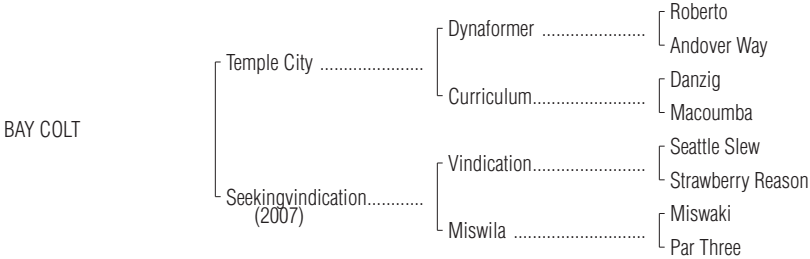 Roberto
Dynaformer ......................
Andover Way
Temple City ......................
Danzig
Curriculum........................
Macoumba
BAY COLT
Seattle Slew
Vindication........................
Strawberry Reason
Seekingvindication............
(2007)
Miswaki
Miswila ............................
Par Three